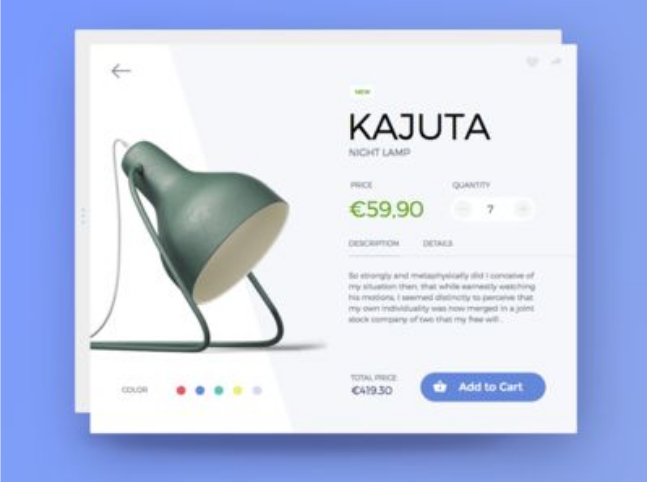 NEW
KAJUTA
NIGHT LAMP
PRICE
QUANTITY
€59,90
7
DESCRIPTION
DETAILS
So strongly and metaphysically did I conceive of
my situation then, that while earnestly watching
his motions, I seemed distinctly to perceive that
my own individuality was now merged in a joint
stock company of two that my free will .
COLOR
TOTAL PRICE
€419.30
Add to Cart